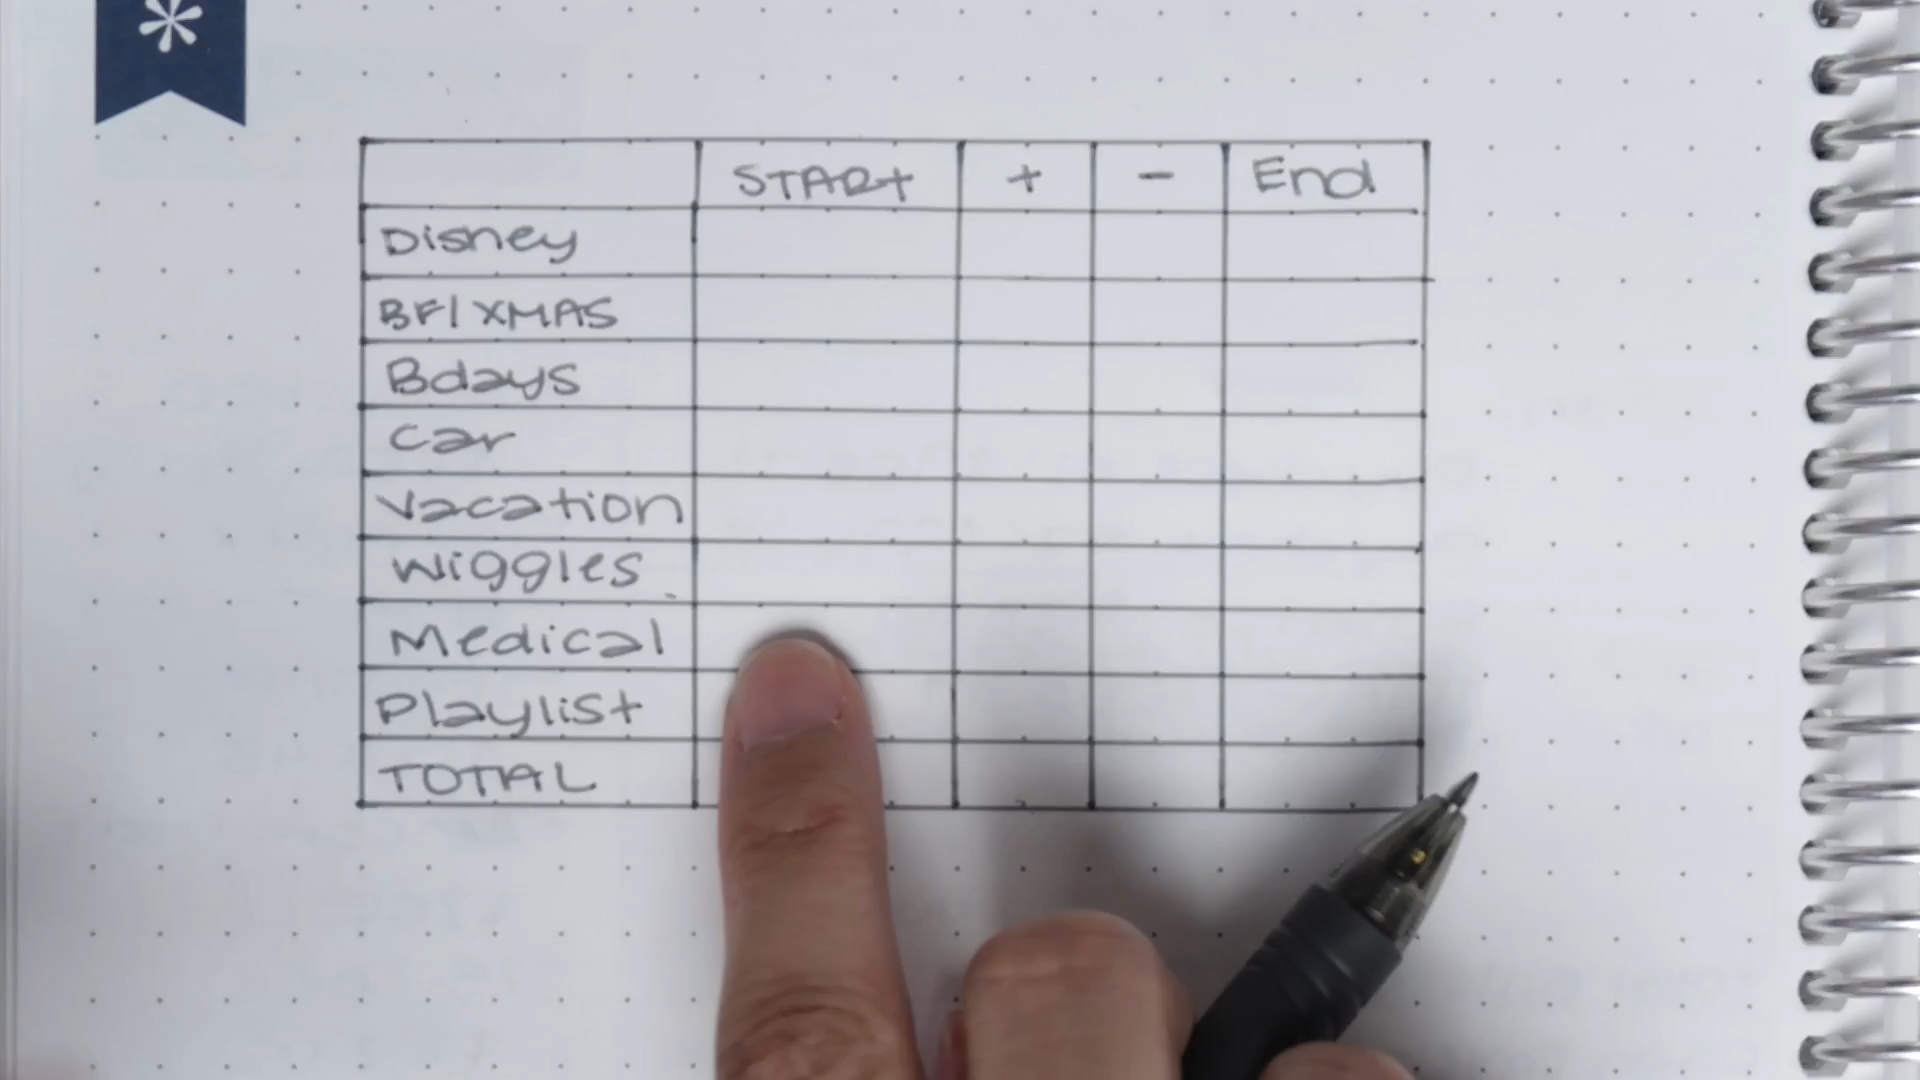 START + - End
Disney
BF/XMAS
Bdays
Car
Vacation
Wiggles
Medical
Playlist
TOTAL